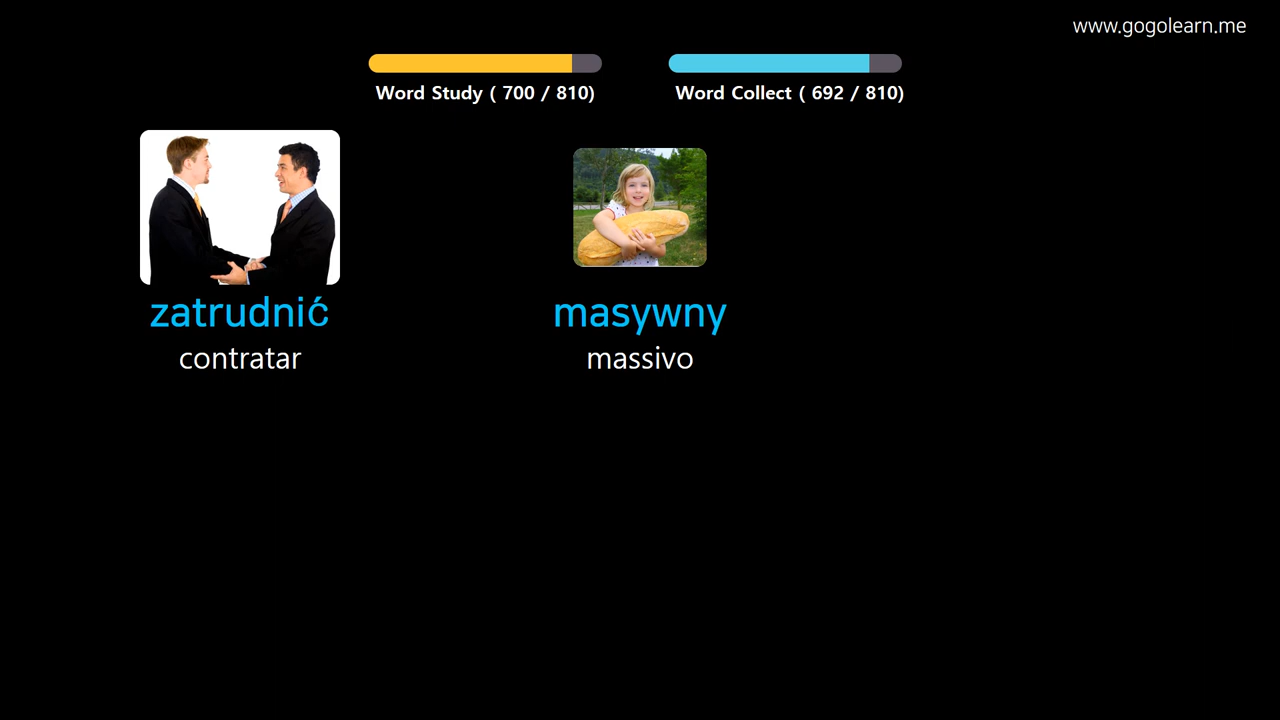 www.gogolearn.me
Word Study ( 700 / 810)
Word Collect ( 692 / 810)
zatrudnić
masywny
contratar
massivo